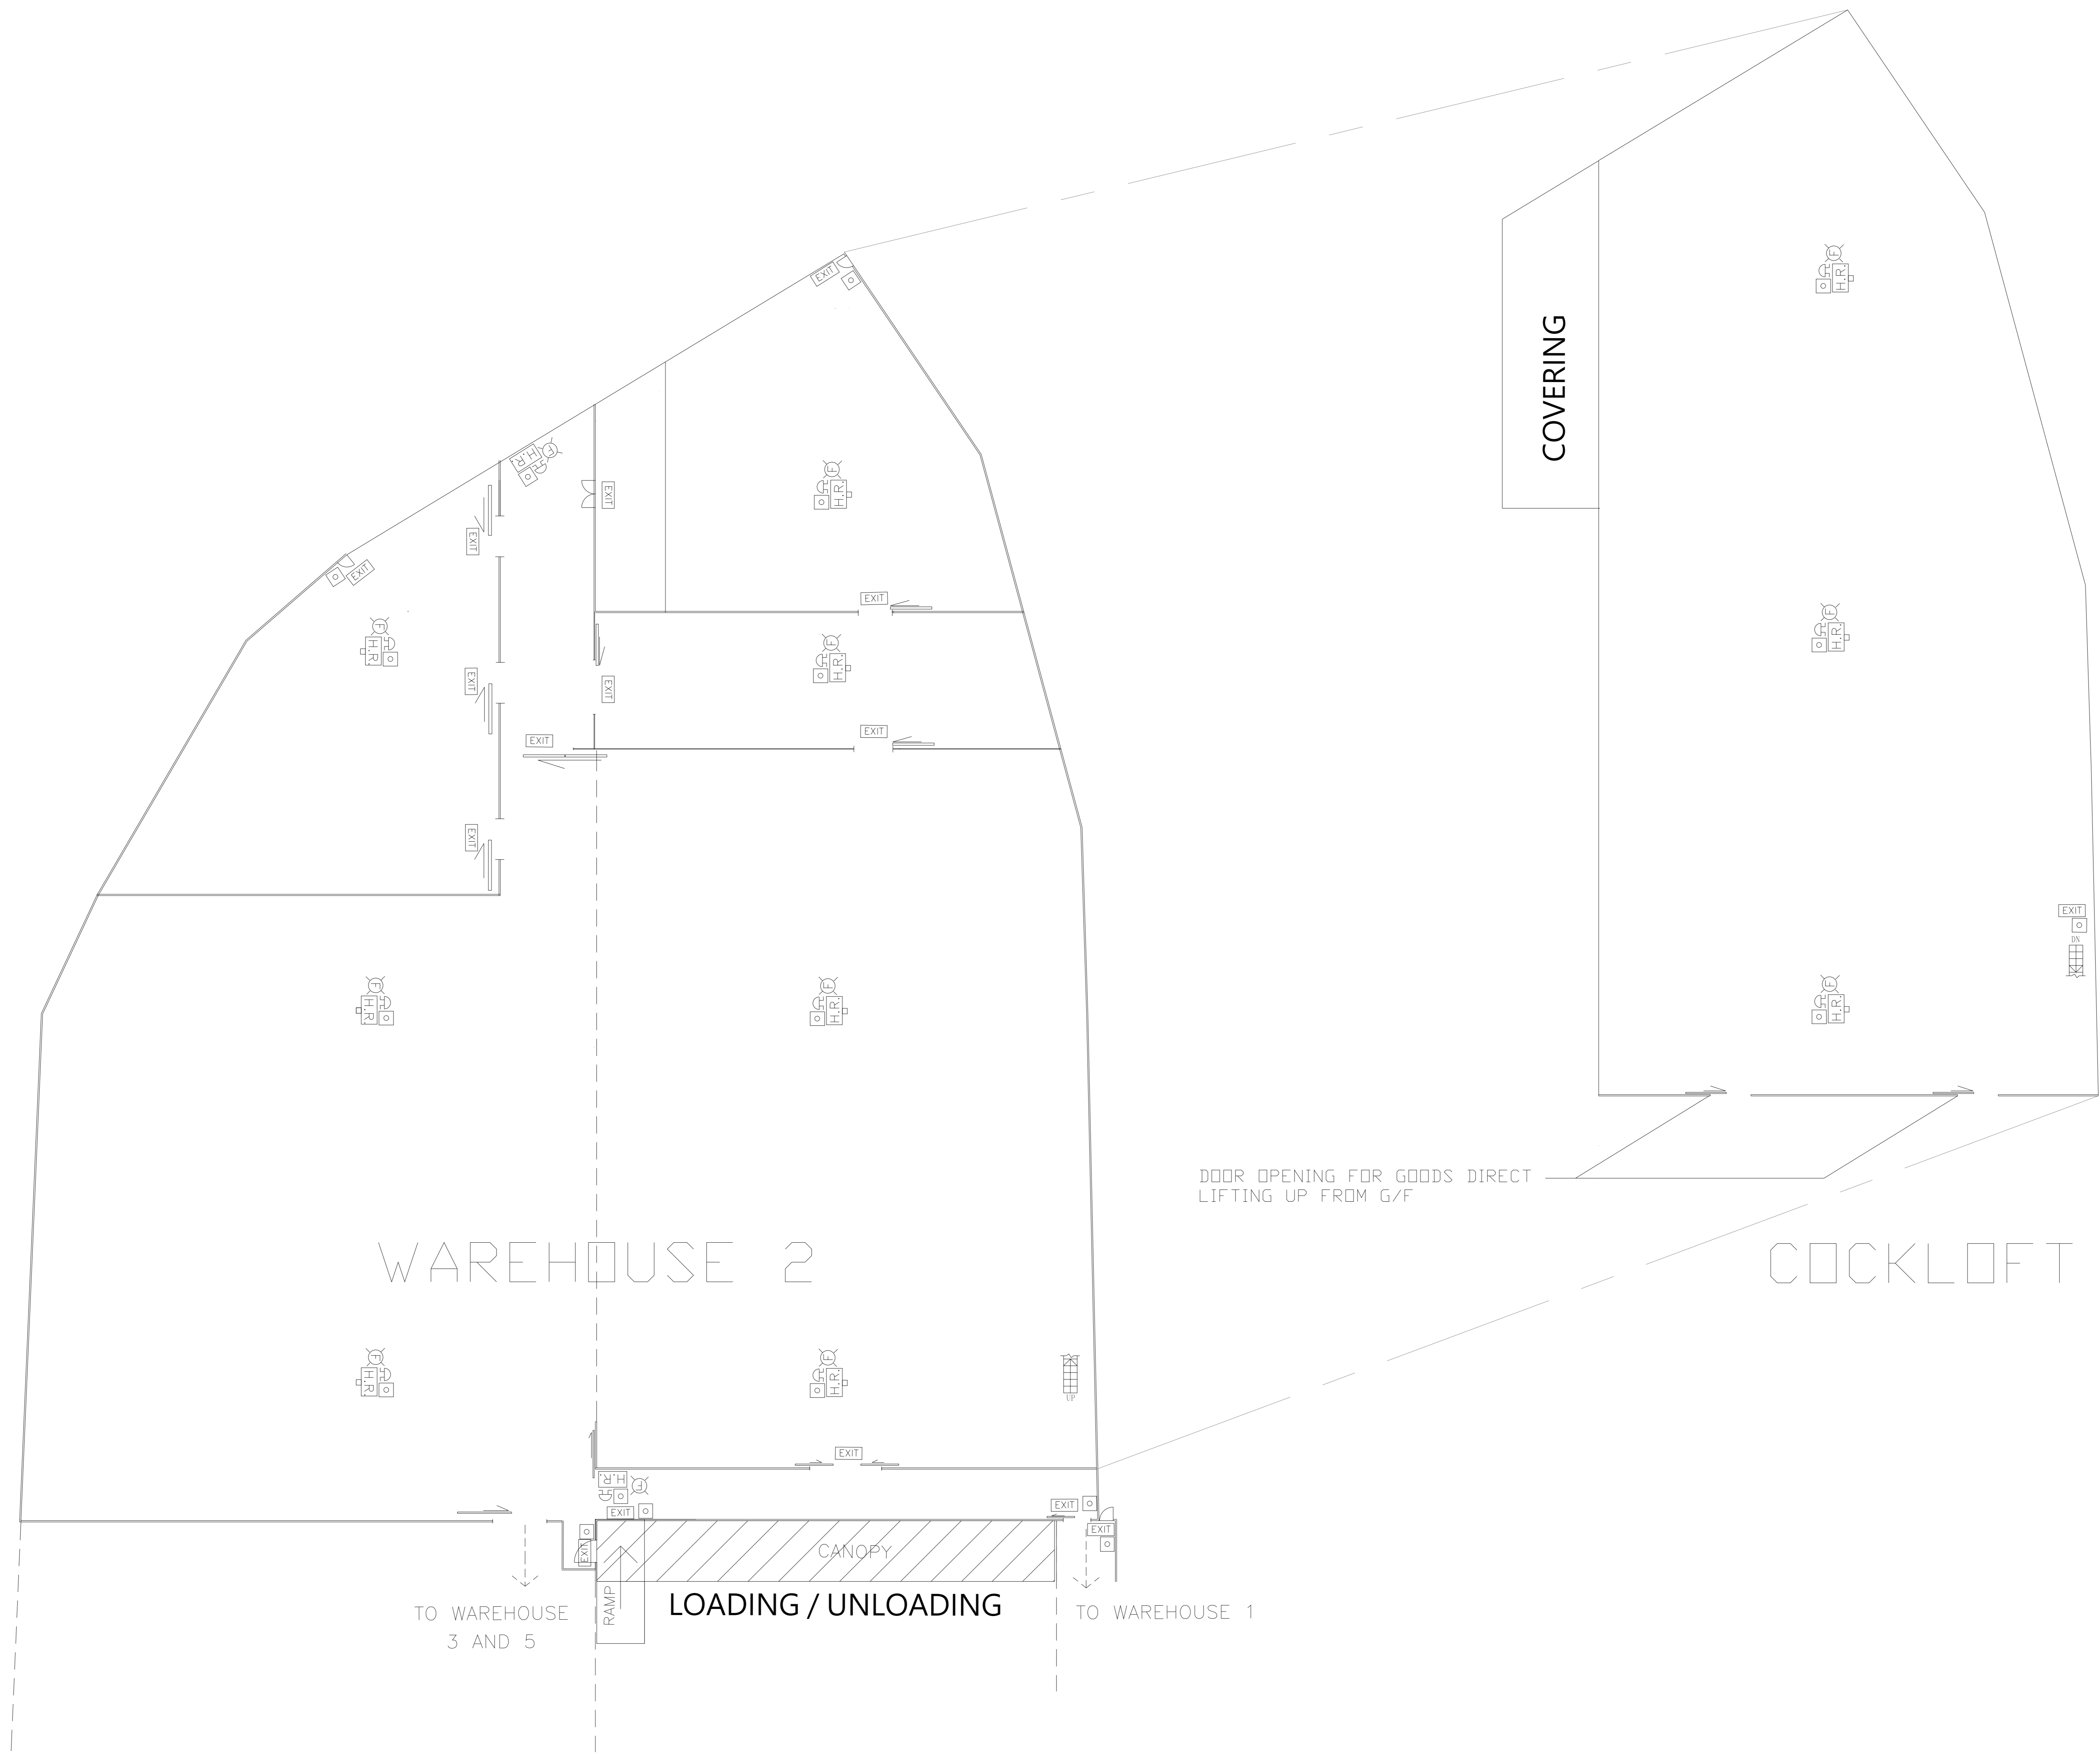 EXIT
F
H.R.
COVERING
H.R.
F
EXIT
F
H.R.
EXIT
EXIT
EXIT
F
H.R.
EXIT
F
H.R.
F
H.R.
EXIT
EXIT
EXIT
EXIT
EXIT
EXIT
DN
F
H.R.
F
H.R.
F
H.R.
DOOR OPENING FOR GOODS DIRECT
LIFTING UP FROM G/F
WAREHOUSE 2
COCKLOFT
F
H.R.
F
H.R.
UP
EXIT
H.R.
F
EXIT
EXIT
EXIT
EXIT
CANOPY
RAMP
LOADING / UNLOADING
TO WAREHOUSE
3 AND 5
TO WAREHOUSE 1